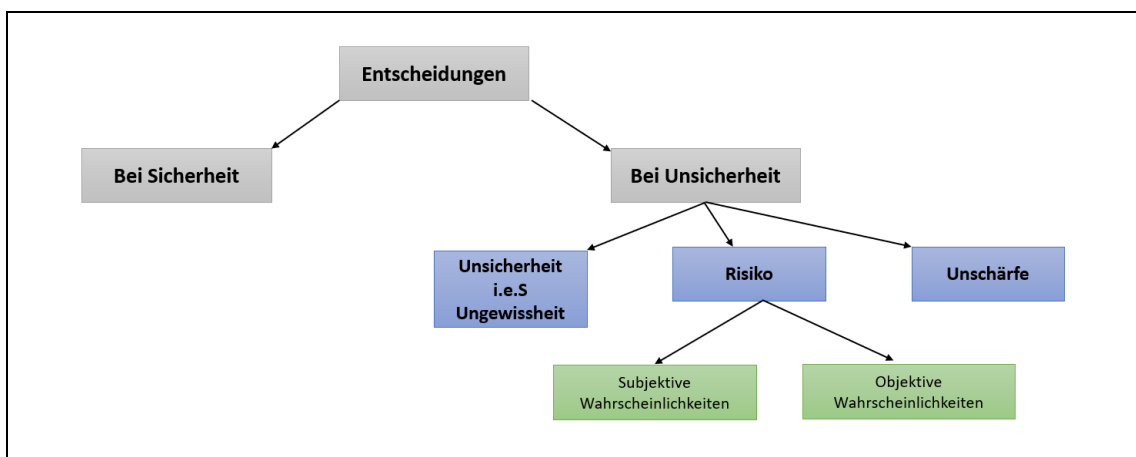 Entscheidungen
Bei Sicherheit
Bei Unsicherheit
Unsicherheit
i.e.S
Ungewissheit
Risiko
Unschärfe
Subjektive
Wahrscheinlichkeiten
Objektive
Wahrscheinlichkeiten